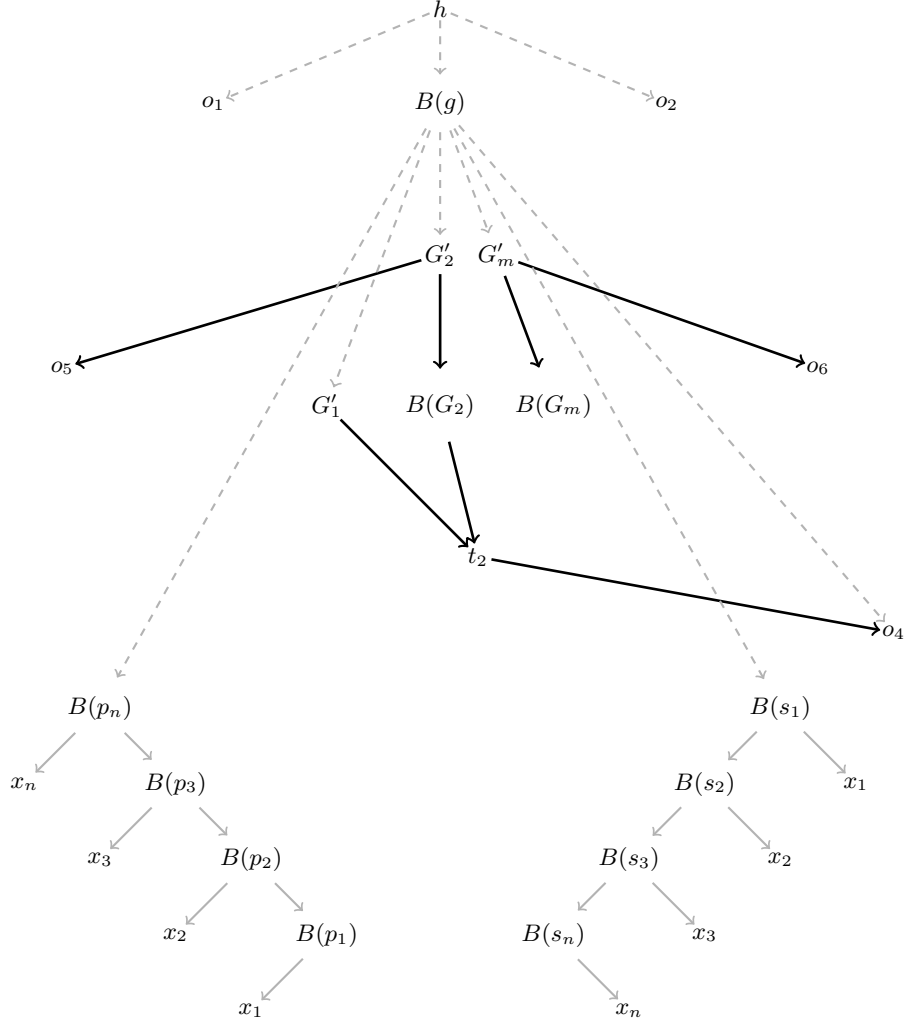 h
o₁ B(g) o₂
G′₂ G′ₘ
o₅ o₆
G′₁ B(G₂) B(Gₘ)
t₂
o₄
B(pₙ) B(s₁)
xₙ B(p₃) B(s₂) x₁
x₃ B(p₂) B(s₃) x₂
x₂ B(p₁) B(sₙ) x₃
x₁ xₙ